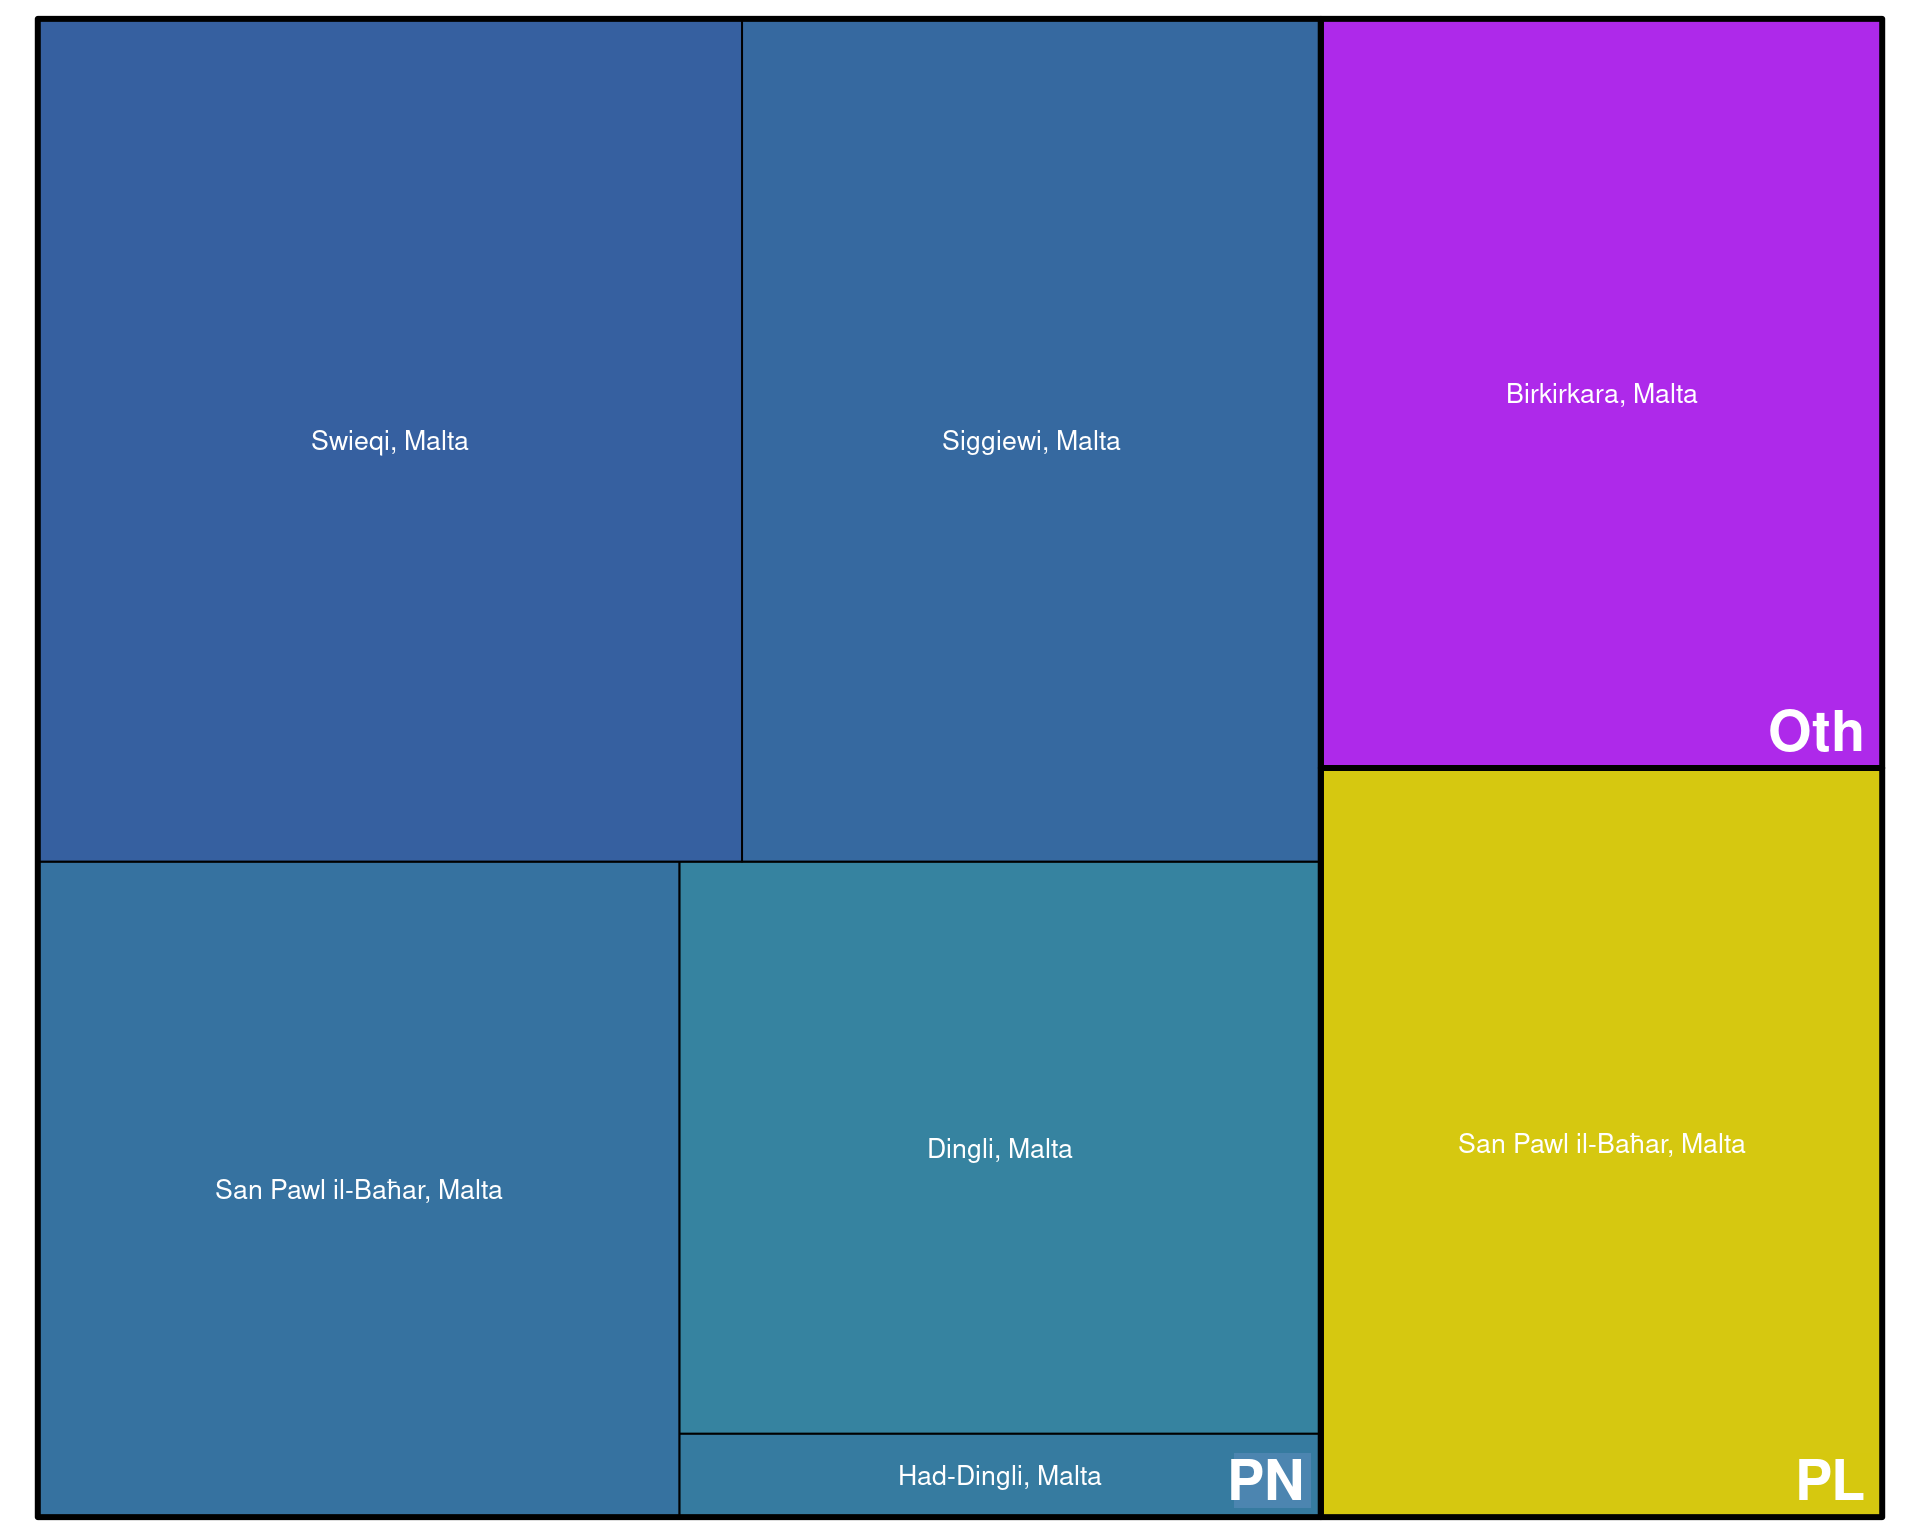 Swieqi, Malta
Siggiewi, Malta
Birkirkara, Malta
Oth
San Pawl il-Baħar, Malta
Dingli, Malta
Had-Dingli, Malta
PN
San Pawl il-Baħar, Malta
PL